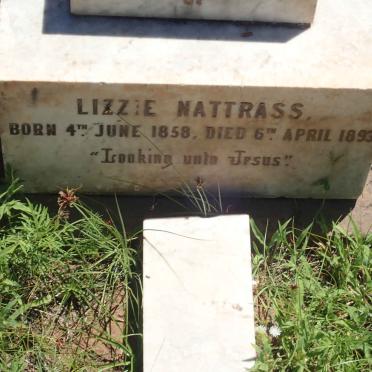 LIZZIE NATTRASS,
BORN 4TH JUNE 1858, DIED 6TH APRIL 1893
"Looking unto Jesus."